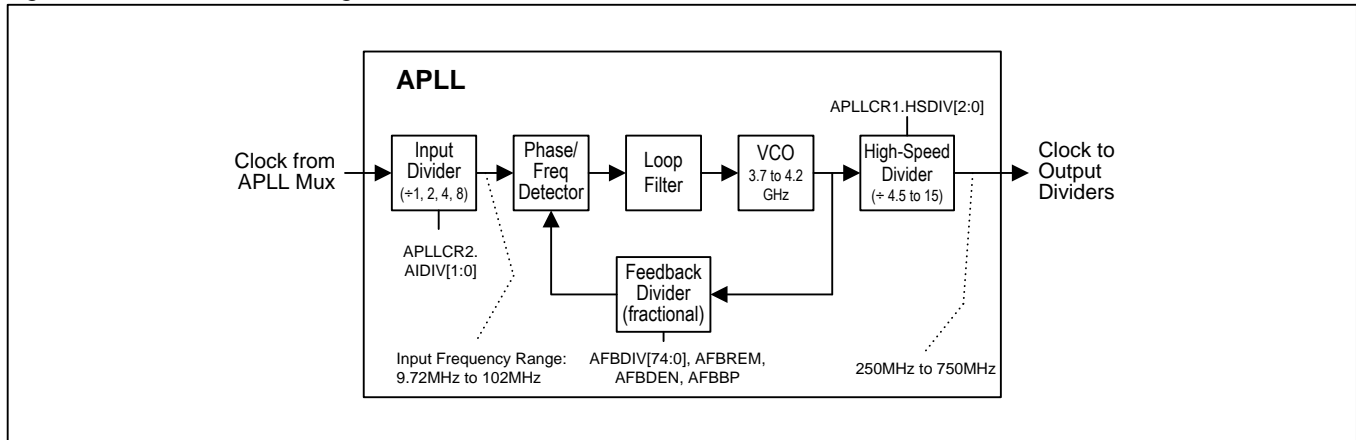 APLL
APLLCR1.HSDIV[2:0]
Clock from
APLL Mux
Input
Divider
(÷1, 2, 4, 8)
Phase/
Freq
Detector
Loop
Filter
VCO
3.7 to 4.2
GHz
High-Speed
Divider
(÷ 4.5 to 15)
Clock to
Output
Dividers
APLLCR2.
AIDIV[1:0]
Feedback
Divider
(fractional)
Input Frequency Range:
9.72MHz to 102MHz
AFBDIV[74:0], AFBREM,
AFBDEN, AFBBP
250MHz to 750MHz